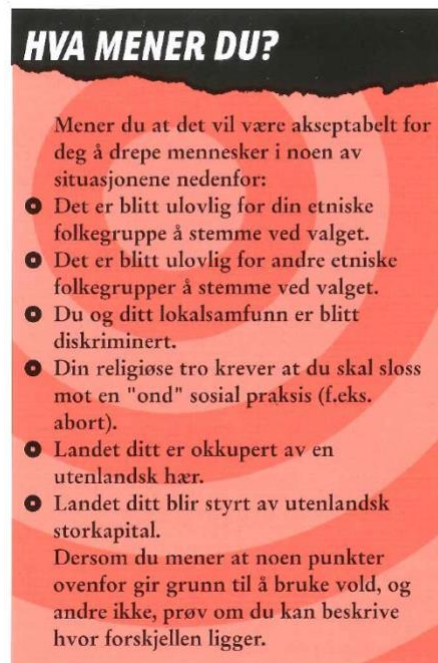 HVA MENER DU?
Mener du at det vil være akseptabelt for
deg å drepe mennesker i noen av
situasjonene nedenfor:
Det er blitt ulovlig for din etniske
folkegruppe å stemme ved valget.
Det er blitt ulovlig for andre etniske
folkegrupper å stemme ved valget.
Du og ditt lokalsamfunn er blitt
diskriminert.
Din religiøse tro krever at du skal sloss
mot en "ond" sosial praksis (f.eks.
abort).
Landet ditt er okkupert av en
utenlandsk hær.
Landet ditt blir styrt av utenlandsk
storkapital.
Dersom du mener at noen punkter
ovenfor gir grunn til å bruke vold, og
andre ikke, prøv om du kan beskrive
hvor forskjellen ligger.